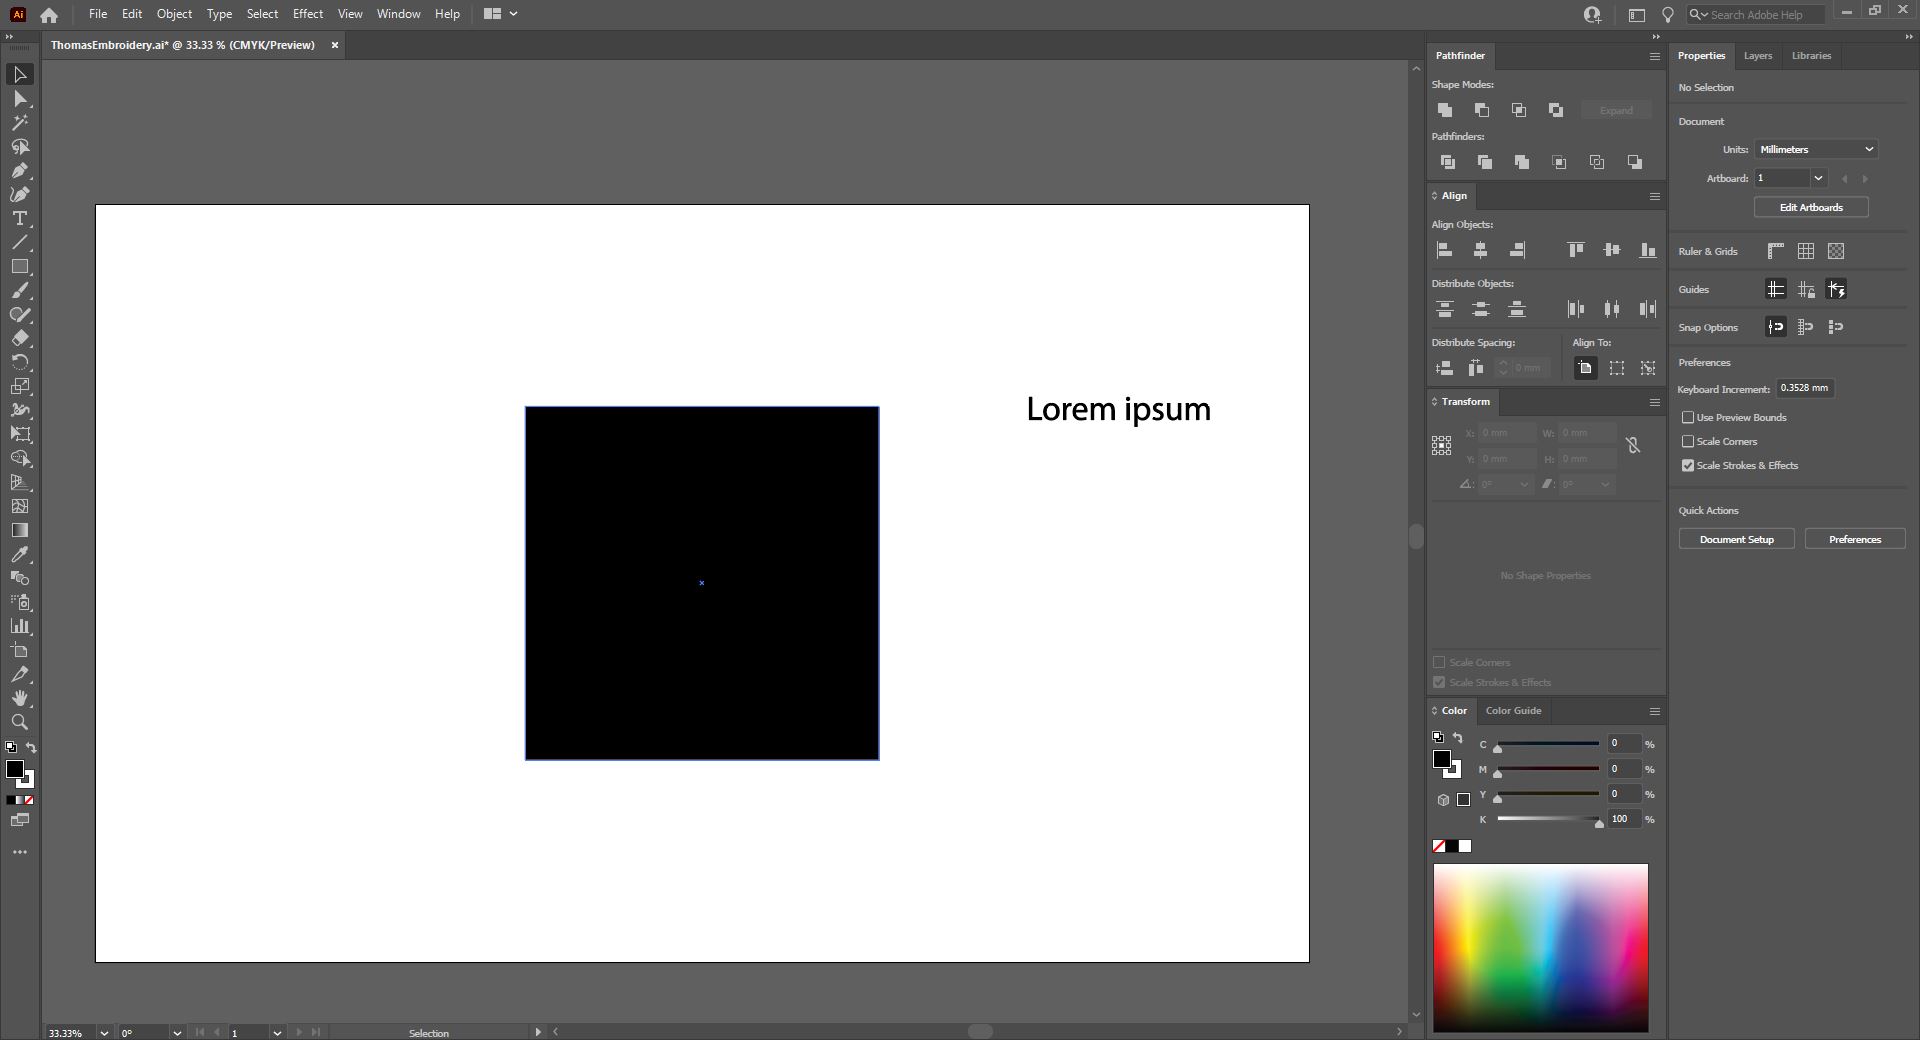 Ai File Edit Object Type Select Effect View Window Help Search Adobe Help
ThomasEmbroidery.ai* @ 33.33 % (CMYK/Preview) ×
Lorem ipsum
33.33% 0° 1 Selection
Pathfinder
Shape Modes:
Expand
Pathfinders:
Align
Align Objects:
Distribute Objects:
Distribute Spacing: Align To:
0 mm
Transform
X: 0 mm W: 0 mm
Y: 0 mm H: 0 mm
0° 0°
No Shape Properties
Scale Corners
Scale Strokes & Effects
Color Color Guide
C 0 %
M 0 %
Y 0 %
K 100 %
Properties Layers Libraries
No Selection
Document
Units: Millimeters
Artboard: 1
Edit Artboards
Ruler & Grids
Guides
Snap Options
Preferences
Keyboard Increment: 0.3528 mm
Use Preview Bounds
Scale Corners
Scale Strokes & Effects
Quick Actions
Document Setup Preferences